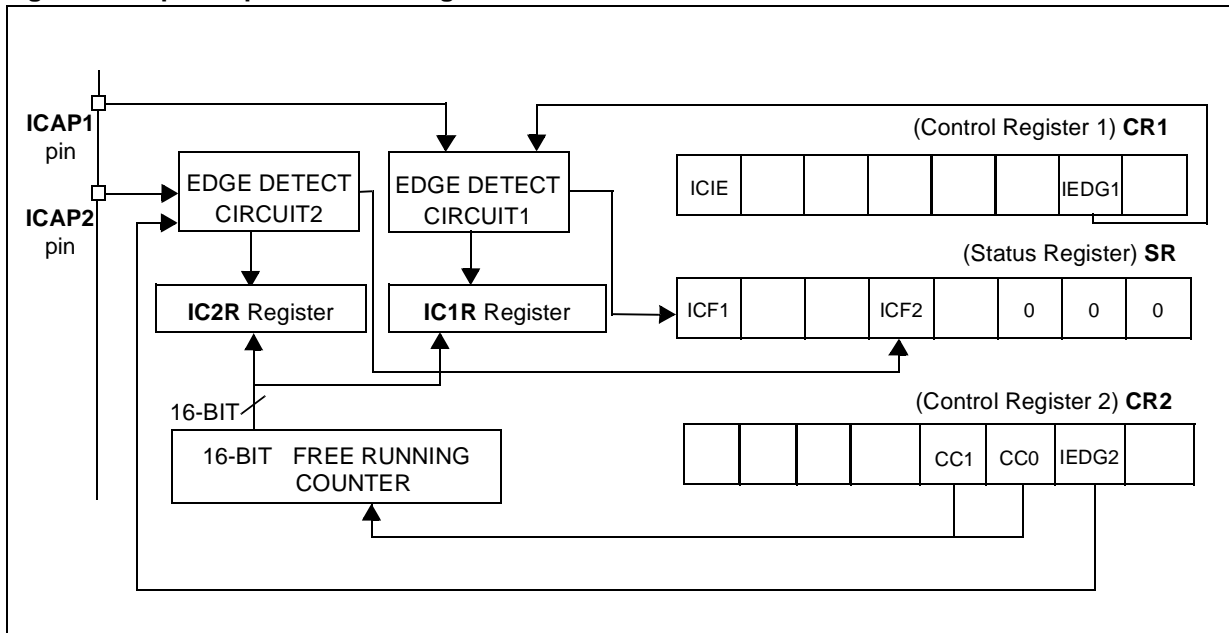 (Control Register 1) CR1
ICAP1
pin
ICAP2
pin
EDGE DETECT
CIRCUIT2
EDGE DETECT
CIRCUIT1
ICIE
IEDG1
(Status Register) SR
IC2R Register
IC1R Register
ICF1
ICF2
0
0
0
16-BIT
(Control Register 2) CR2
16-BIT FREE RUNNING
COUNTER
CC1
CC0
IEDG2